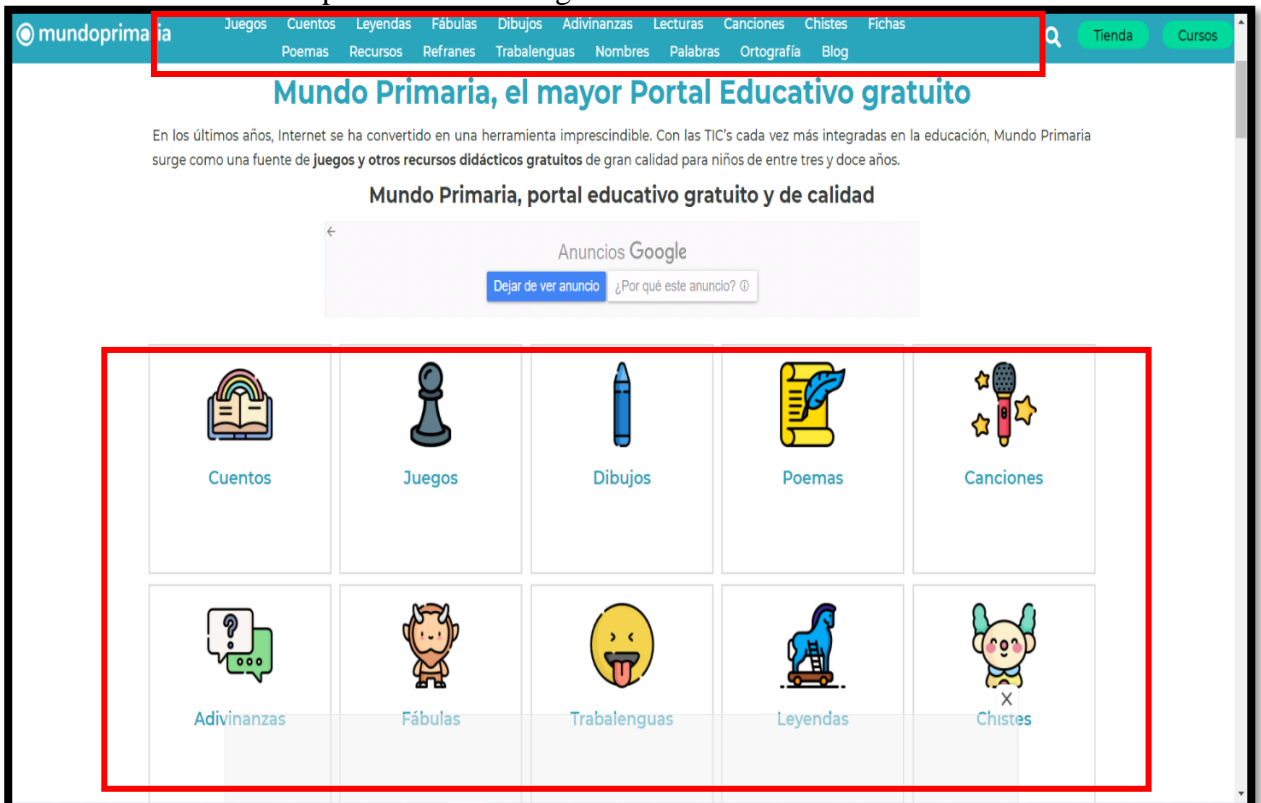 mundoprimaria
Juegos Cuentos Leyendas Fábulas Dibujos Adivinanzas Lecturas Canciones Chistes Fichas
Poemas Recursos Refranes Trabalenguas Nombres Palabras Ortografía Blog
Tienda Cursos
Mundo Primaria, el mayor Portal Educativo gratuito
En los últimos años, Internet se ha convertido en una herramienta imprescindible. Con las TIC's cada vez más integradas en la educación, Mundo Primaria
surge como una fuente de juegos y otros recursos didácticos gratuitos de gran calidad para niños de entre tres y doce años.
Mundo Primaria, portal educativo gratuito y de calidad
Anuncios Google
Dejar de ver anuncio ¿Por qué este anuncio?
Cuentos Juegos Dibujos Poemas Canciones
Adivinanzas Fábulas Trabalenguas Leyendas Chistes